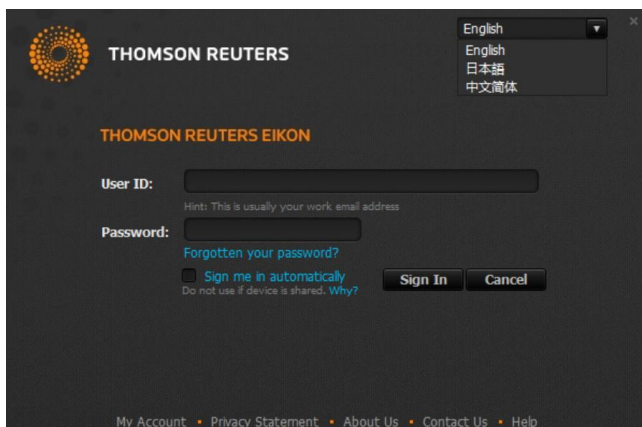 THOMSON REUTERS
English
English
日本語
中文简体
THOMSON REUTERS EIKON
User ID:
Hint: This is usually your work email address
Password:
Forgotten your password?
Sign me in automatically
Do not use if device is shared. Why?
Sign In Cancel
My Account ▪ Privacy Statement ▪ About Us ▪ Contact Us ▪ Help